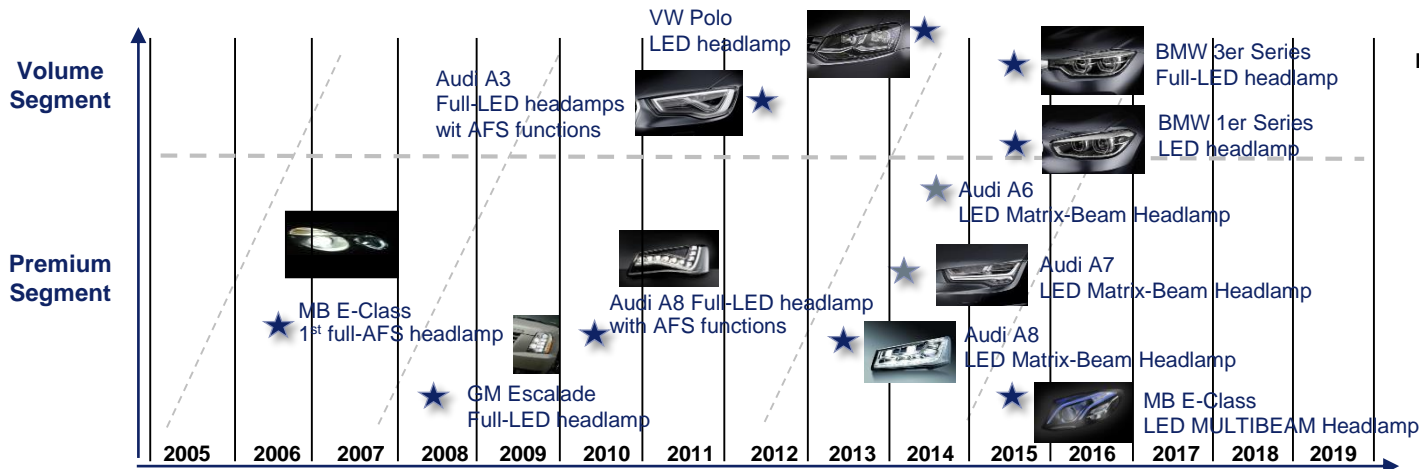 VW Polo
LED headlamp
BMW 3er Series
Full-LED headlamp
Volume
Segment
Audi A3
Full-LED headamps
wit AFS functions
BMW 1er Series
LED headlamp
Audi A6
LED Matrix-Beam Headlamp
Premium
Segment
Audi A7
LED Matrix-Beam Headlamp
MB E-Class
1st full-AFS headlamp
Audi A8 Full-LED headlamp
with AFS functions
Audi A8
LED Matrix-Beam Headlamp
GM Escalade
Full-LED headlamp
MB E-Class
LED MULTIBEAM Headlamp
2005 2006 2007 2008 2009 2010 2011 2012 2013 2014 2015 2016 2017 2018 2019